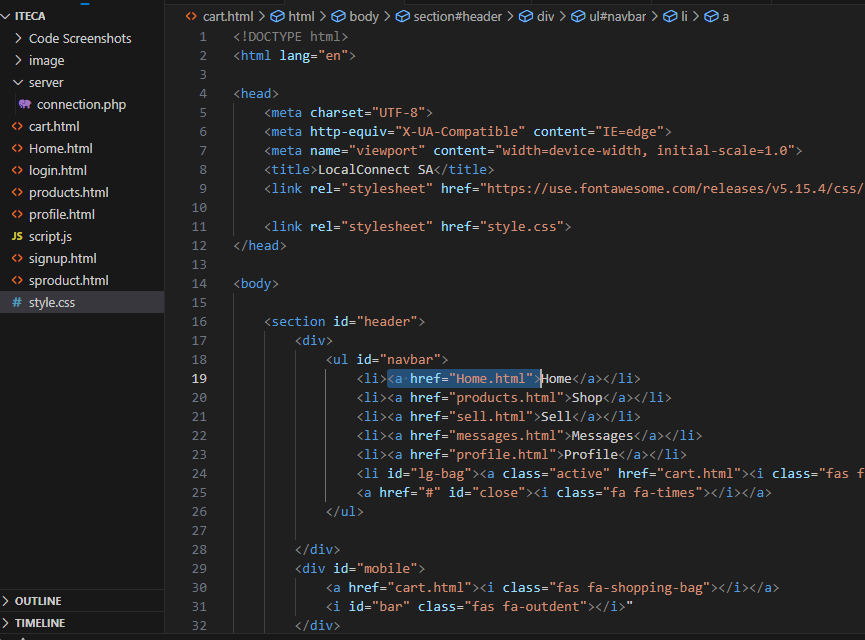 ITECA
Code Screenshots
image
server
connection.php
cart.html
Home.html
login.html
products.html
profile.html
JS script.js
signup.html
sproduct.html
# style.css
OUTLINE
TIMELINE
cart.html > html > body > section#header > div > ul#navbar > li > a
1 <!DOCTYPE html>
2 <html lang="en">
3
4 <head>
5 <meta charset="UTF-8">
6 <meta http-equiv="X-UA-Compatible" content="IE=edge">
7 <meta name="viewport" content="width=device-width, initial-scale=1.0">
8 <title>LocalConnect SA</title>
9 <link rel="stylesheet" href="https://use.fontawesome.com/releases/v5.15.4/css/
10
11 <link rel="stylesheet" href="style.css">
12 </head>
13
14 <body>
15
16 <section id="header">
17 <div>
18 <ul id="navbar">
19 <li><a href="Home.html">Home</a></li>
20 <li><a href="products.html">Shop</a></li>
21 <li><a href="sell.html">Sell</a></li>
22 <li><a href="messages.html">Messages</a></li>
23 <li><a href="profile.html">Profile</a></li>
24 <li id="lg-bag"><a class="active" href="cart.html"><i class="fas f
25 <a href="#" id="close"><i class="fa fa-times"></i></a>
26 </ul>
27
28 </div>
29 <div id="mobile">
30 <a href="cart.html"><i class="fas fa-shopping-bag"></i></a>
31 <i id="bar" class="fas fa-outdent"></i>"
32 </div>